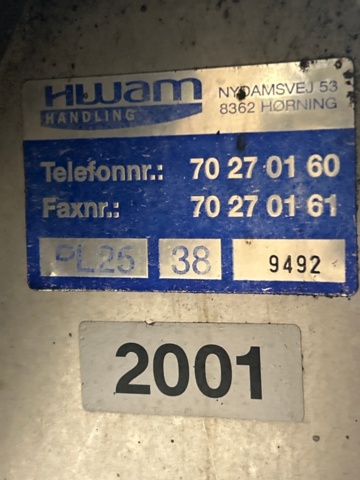 HWAM
HANDLING
NYDAMSVEJ 53
8362 HØRNING
Telefonnr.: 70 27 01 60
Faxnr.: 70 27 01 61
PL25 38 9492
2001